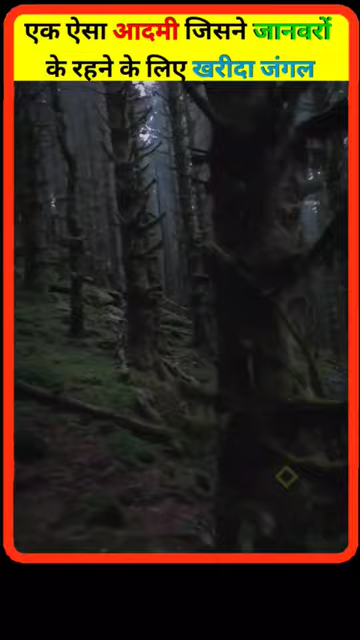 एक ऐसा आदमी जिसने जानवरों
के रहने के लिए खरीदा जंगल